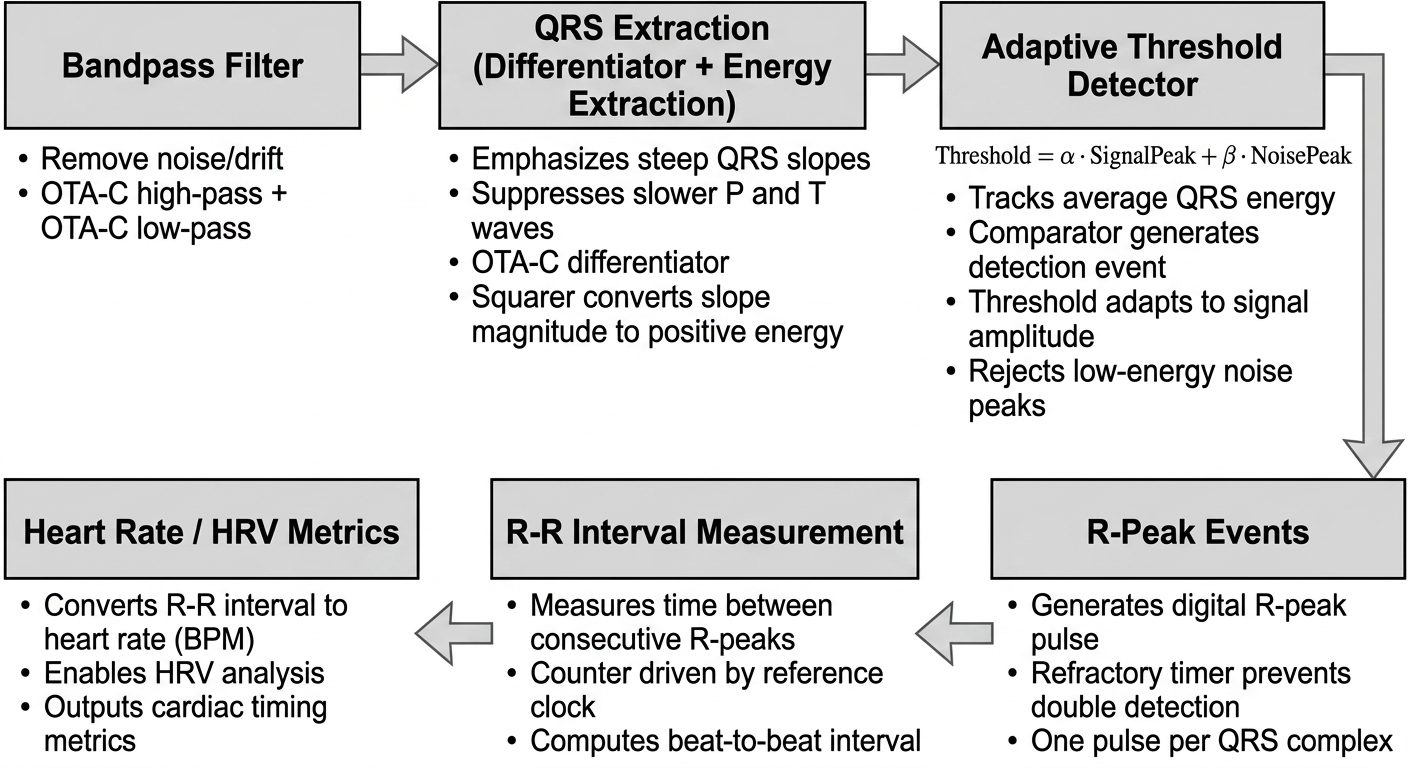 Bandpass Filter
• Remove noise/drift
• OTA-C high-pass +
OTA-C low-pass
QRS Extraction
(Differentiator + Energy
Extraction)
• Emphasizes steep QRS slopes
• Suppresses slower P and T
waves
• OTA-C differentiator
• Squarer converts slope
magnitude to positive energy
Adaptive Threshold
Detector
Threshold = α · SignalPeak + β · NoisePeak
• Tracks average QRS energy
• Comparator generates
detection event
• Threshold adapts to signal
amplitude
• Rejects low-energy noise
peaks
R-Peak Events
• Generates digital R-peak
pulse
• Refractory timer prevents
double detection
• One pulse per QRS complex
R-R Interval Measurement
• Measures time between
consecutive R-peaks
• Counter driven by reference
clock
• Computes beat-to-beat interval
Heart Rate / HRV Metrics
• Converts R-R interval to
heart rate (BPM)
• Enables HRV analysis
• Outputs cardiac timing
metrics